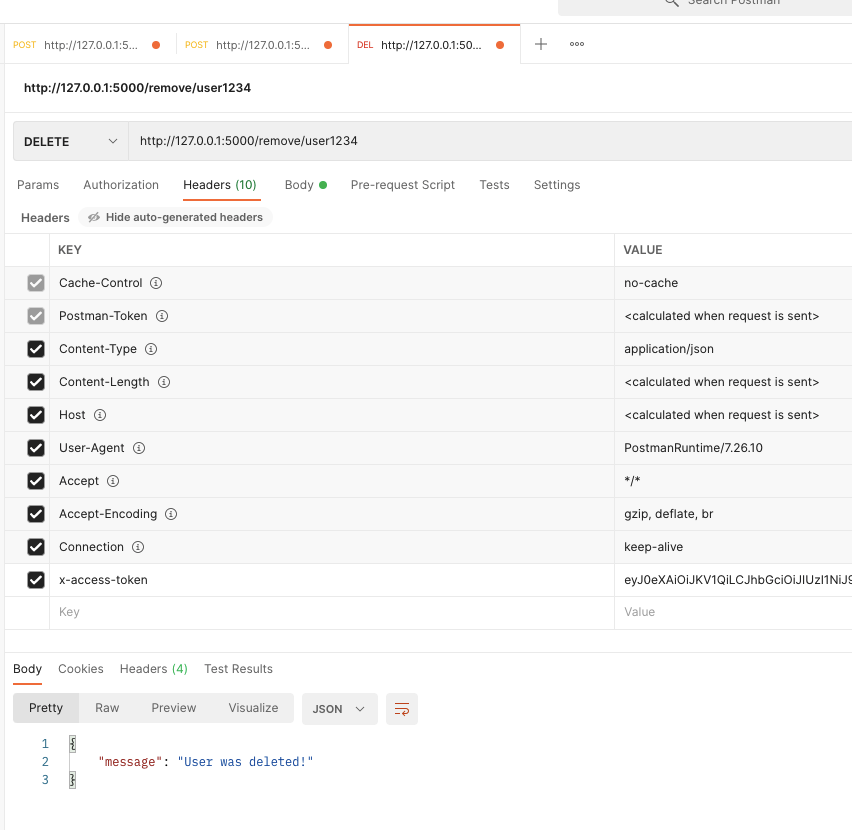 Search Postman
POST http://127.0.0.1:5... POST http://127.0.0.1:5... DEL http://127.0.0.1:50...
http://127.0.0.1:5000/remove/user1234
DELETE http://127.0.0.1:5000/remove/user1234
Params Authorization Headers (10) Body Pre-request Script Tests Settings
Headers Hide auto-generated headers
KEY VALUE
Cache-Control no-cache
Postman-Token <calculated when request is sent>
Content-Type application/json
Content-Length <calculated when request is sent>
Host <calculated when request is sent>
User-Agent PostmanRuntime/7.26.10
Accept */*
Accept-Encoding gzip, deflate, br
Connection keep-alive
x-access-token eyJ0eXAiOiJKV1QiLCJhbGciOiJIUzI1NiJ9
Key Value
Body Cookies Headers (4) Test Results
Pretty Raw Preview Visualize JSON
1 {
2 "message": "User was deleted!"
3 }